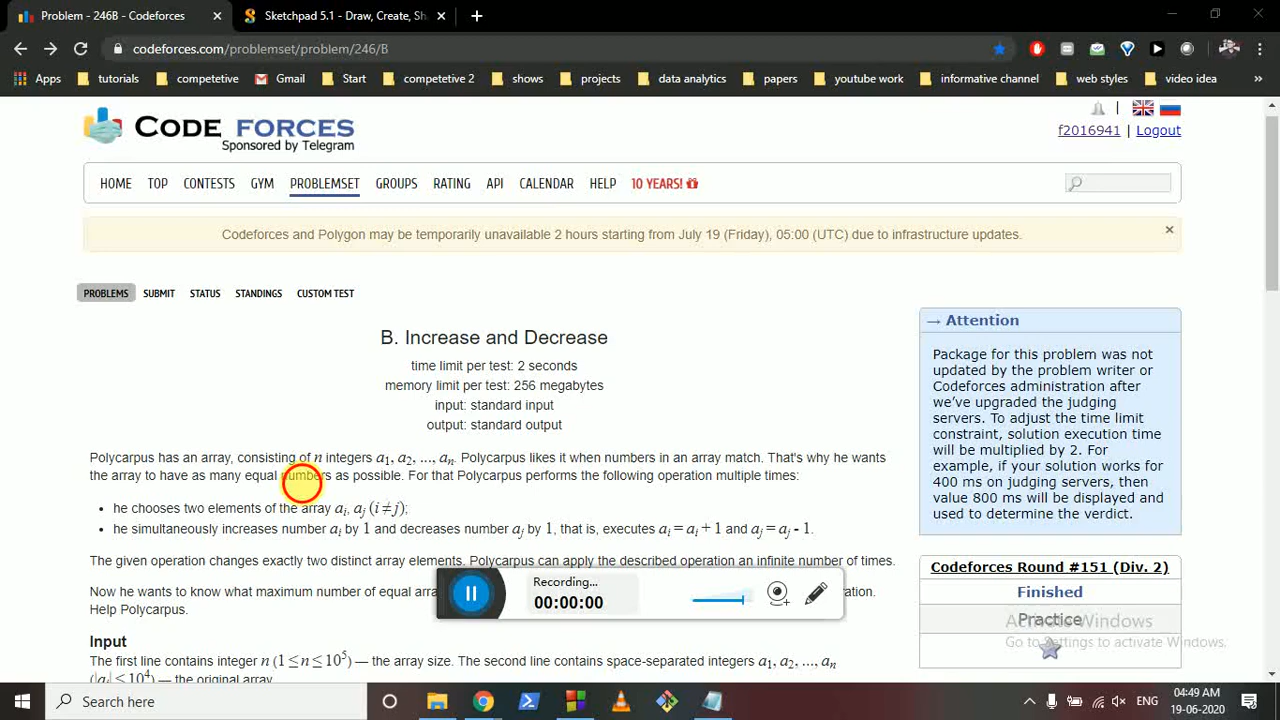 Problem - 246B - Codeforces
Sketchpad 5.1 - Draw, Create, Sh
codeforces.com/problemset/problem/246/B
Apps tutorials competetive Gmail Start competetive 2 shows projects data analytics papers youtube work informative channel web styles video idea »
CODE FORCES
Sponsored by Telegram
f2016941 | Logout
HOME TOP CONTESTS GYM PROBLEMSET GROUPS RATING API CALENDAR HELP 10 YEARS!
Codeforces and Polygon may be temporarily unavailable 2 hours starting from July 19 (Friday), 05:00 (UTC) due to infrastructure updates.
PROBLEMS SUBMIT STATUS STANDINGS CUSTOM TEST
B. Increase and Decrease
time limit per test: 2 seconds
memory limit per test: 256 megabytes
input: standard input
output: standard output
Polycarpus has an array, consisting of n integers a1, a2, ..., an. Polycarpus likes it when numbers in an array match. That's why he wants
the array to have as many equal numbers as possible. For that Polycarpus performs the following operation multiple times:
• he chooses two elements of the array ai, aj (i ≠ j);
• he simultaneously increases number ai by 1 and decreases number aj by 1, that is, executes ai = ai + 1 and aj = aj - 1.
The given operation changes exactly two distinct array elements. Polycarpus can apply the described operation an infinite number of times.
Now he wants to know what maximum number of equal arra ration.
Help Polycarpus.
Input
The first line contains integer n (1 ≤ n ≤ 10^5) — the array size. The second line contains space-separated integers a1, a2, ..., an
(|ai| ≤ 10^4) — the original array.
→ Attention
Package for this problem was not
updated by the problem writer or
Codeforces administration after
we've upgraded the judging
servers. To adjust the time limit
constraint, solution execution time
will be multiplied by 2. For
example, if your solution works for
400 ms on judging servers, then
value 800 ms will be displayed and
used to determine the verdict.
Codeforces Round #151 (Div. 2)
Finished
Practice
Recording...
00:00:00
Activate Windows
Go to Settings to activate Windows.
Search here
ENG
04:49 AM
19-06-2020